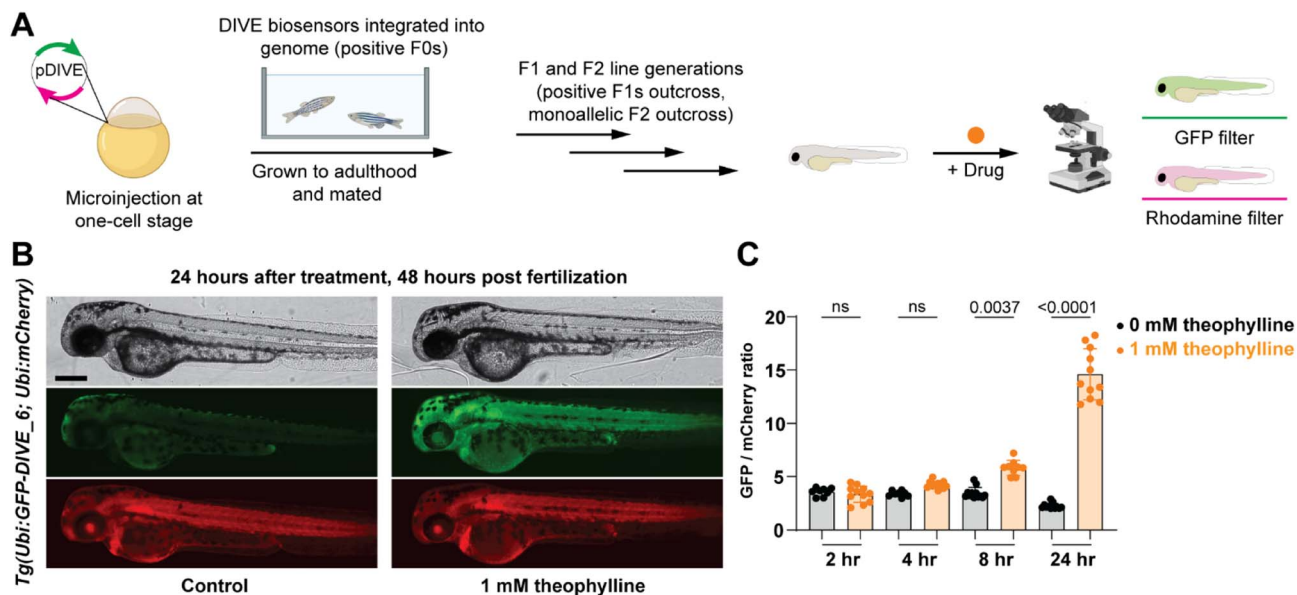 A
pDIVE
Microinjection at
one-cell stage
DIVE biosensors integrated into
genome (positive F0s)
Grown to adulthood
and mated
F1 and F2 line generations
(positive F1s outcross,
monoallelic F2 outcross)
+ Drug
GFP filter
Rhodamine filter
B
24 hours after treatment, 48 hours post fertilization
Tg(Ubi:GFP-DIVE_6; Ubi:mCherry)
Control
1 mM theophylline
C
ns
ns
0.0037
<0.0001
GFP / mCherry ratio
20
15
10
5
0
2 hr
4 hr
8 hr
24 hr
0 mM theophylline
1 mM theophylline